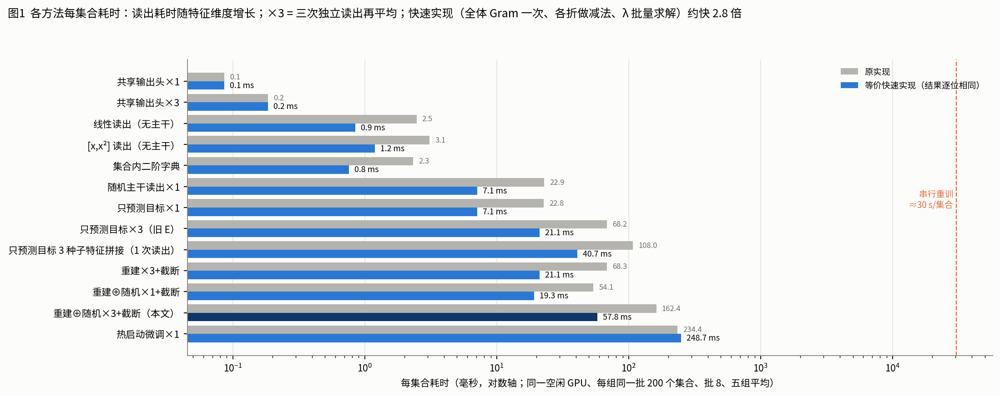 图1 各方法每集合耗时：读出耗时随特征维度增长；×3 = 三次独立读出再平均；快速实现（全体 Gram 一次、各折做减法、λ 批量求解）约快 2.8 倍
原实现
等价快速实现（结果逐位相同）
共享输出头×1
0.1
0.1 ms
共享输出头×3
0.2
0.2 ms
线性读出（无主干）
2.5
0.9 ms
[x,x²] 读出（无主干）
3.1
1.2 ms
集合内二阶字典
2.3
0.8 ms
随机主干读出×1
22.9
7.1 ms
只预测目标×1
22.8
7.1 ms
串行重训
≈30 s/集合
只预测目标×3（旧 E）
68.2
21.1 ms
只预测目标 3 种子特征拼接（1 次读出）
108.0
40.7 ms
重建×3+截断
68.3
21.1 ms
重建⊕随机×1+截断
54.1
19.3 ms
重建⊕随机×3+截断（本文）
162.4
57.8 ms
热启动微调×1
234.4
248.7 ms
10⁻¹ 10⁰ 10¹ 10² 10³ 10⁴
每集合耗时（毫秒，对数轴；同一空闲 GPU、每组同一批 200 个集合、批 8、五组平均）